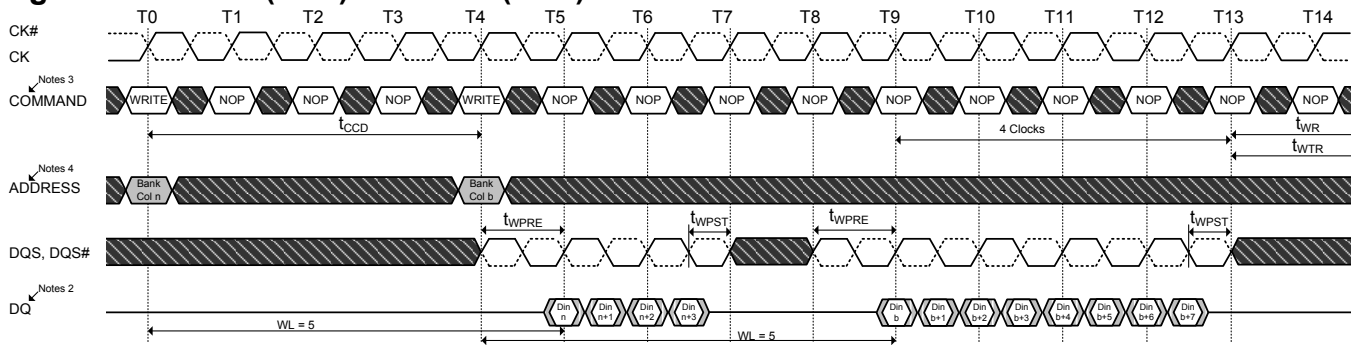 T0 T1 T2 T3 T4 T5 T6 T7 T8 T9 T10 T11 T12 T13 T14
CK#
CK
Notes 3
COMMAND
WRITE NOP NOP NOP WRITE NOP NOP NOP NOP NOP NOP NOP NOP NOP NOP
tCCD
4 Clocks
tWR
tWTR
Notes 4
ADDRESS
Bank Col n
Bank Col b
tWPRE
tWPST
tWPRE
tWPST
DQS, DQS#
Notes 2
DQ
Din n
Din n+1
Din n+2
Din n+3
Din b
Din b+1
Din b+2
Din b+3
Din b+4
Din b+5
Din b+6
Din b+7
WL = 5
WL = 5